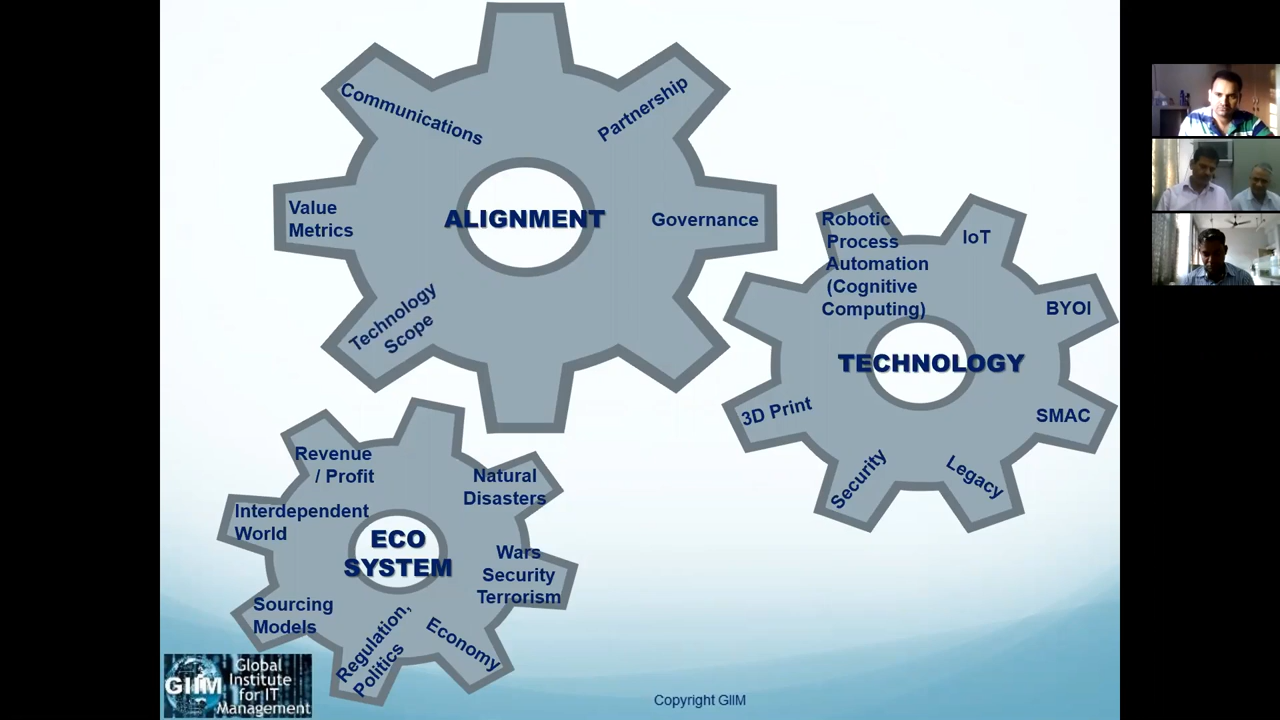 Communications
Partnership
Value
Metrics
ALIGNMENT
Governance
Technology
Scope
Robotic
Process
Automation
(Cognitive
Computing)
IoT
BYOI
TECHNOLOGY
3D Print
SMAC
Security
Legacy
Revenue
/ Profit
Natural
Disasters
Interdependent
World
ECO
SYSTEM
Wars
Security
Terrorism
Sourcing
Models
Regulation,
Politics
Economy
GIIM
Global
Institute
for IT
Management
Copyright GIIM